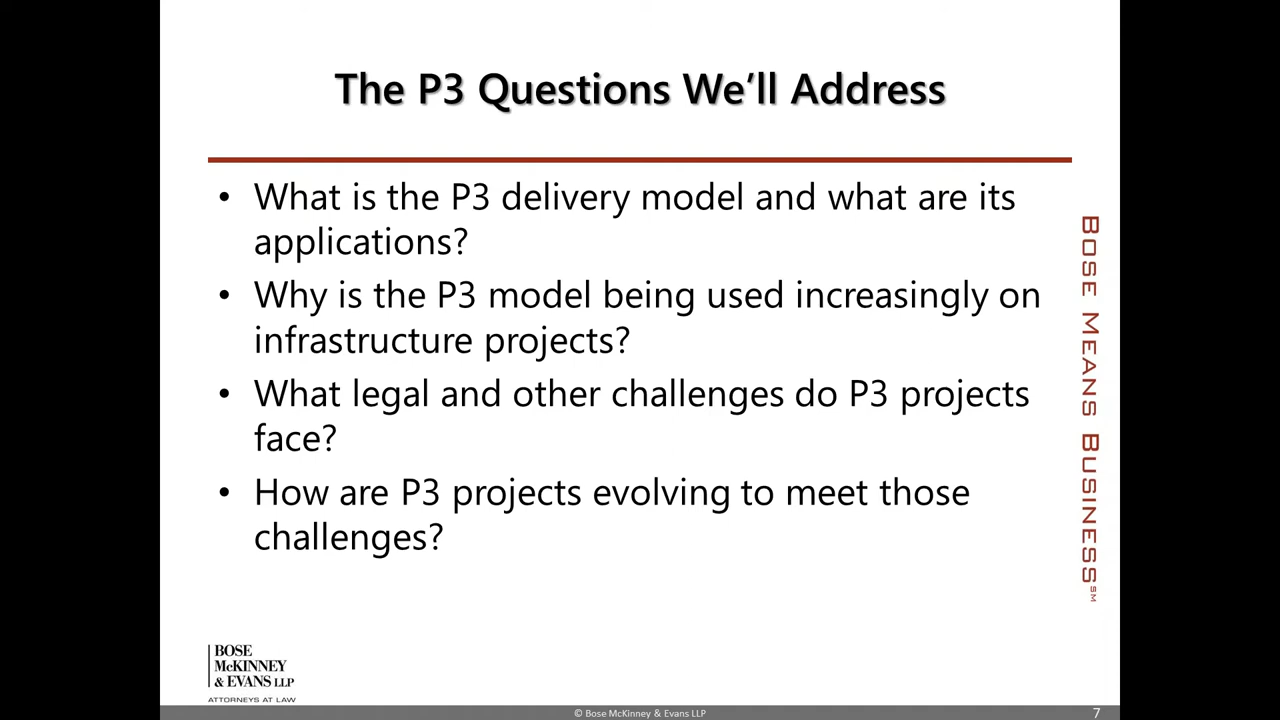 The P3 Questions We’ll Address
• What is the P3 delivery model and what are its
applications?
• Why is the P3 model being used increasingly on
infrastructure projects?
• What legal and other challenges do P3 projects
face?
• How are P3 projects evolving to meet those
challenges?
BOSE MEANS BUSINESS℠
BOSE
McKINNEY
& EVANS LLP
ATTORNEYS AT LAW
© Bose McKinney & Evans LLP
7